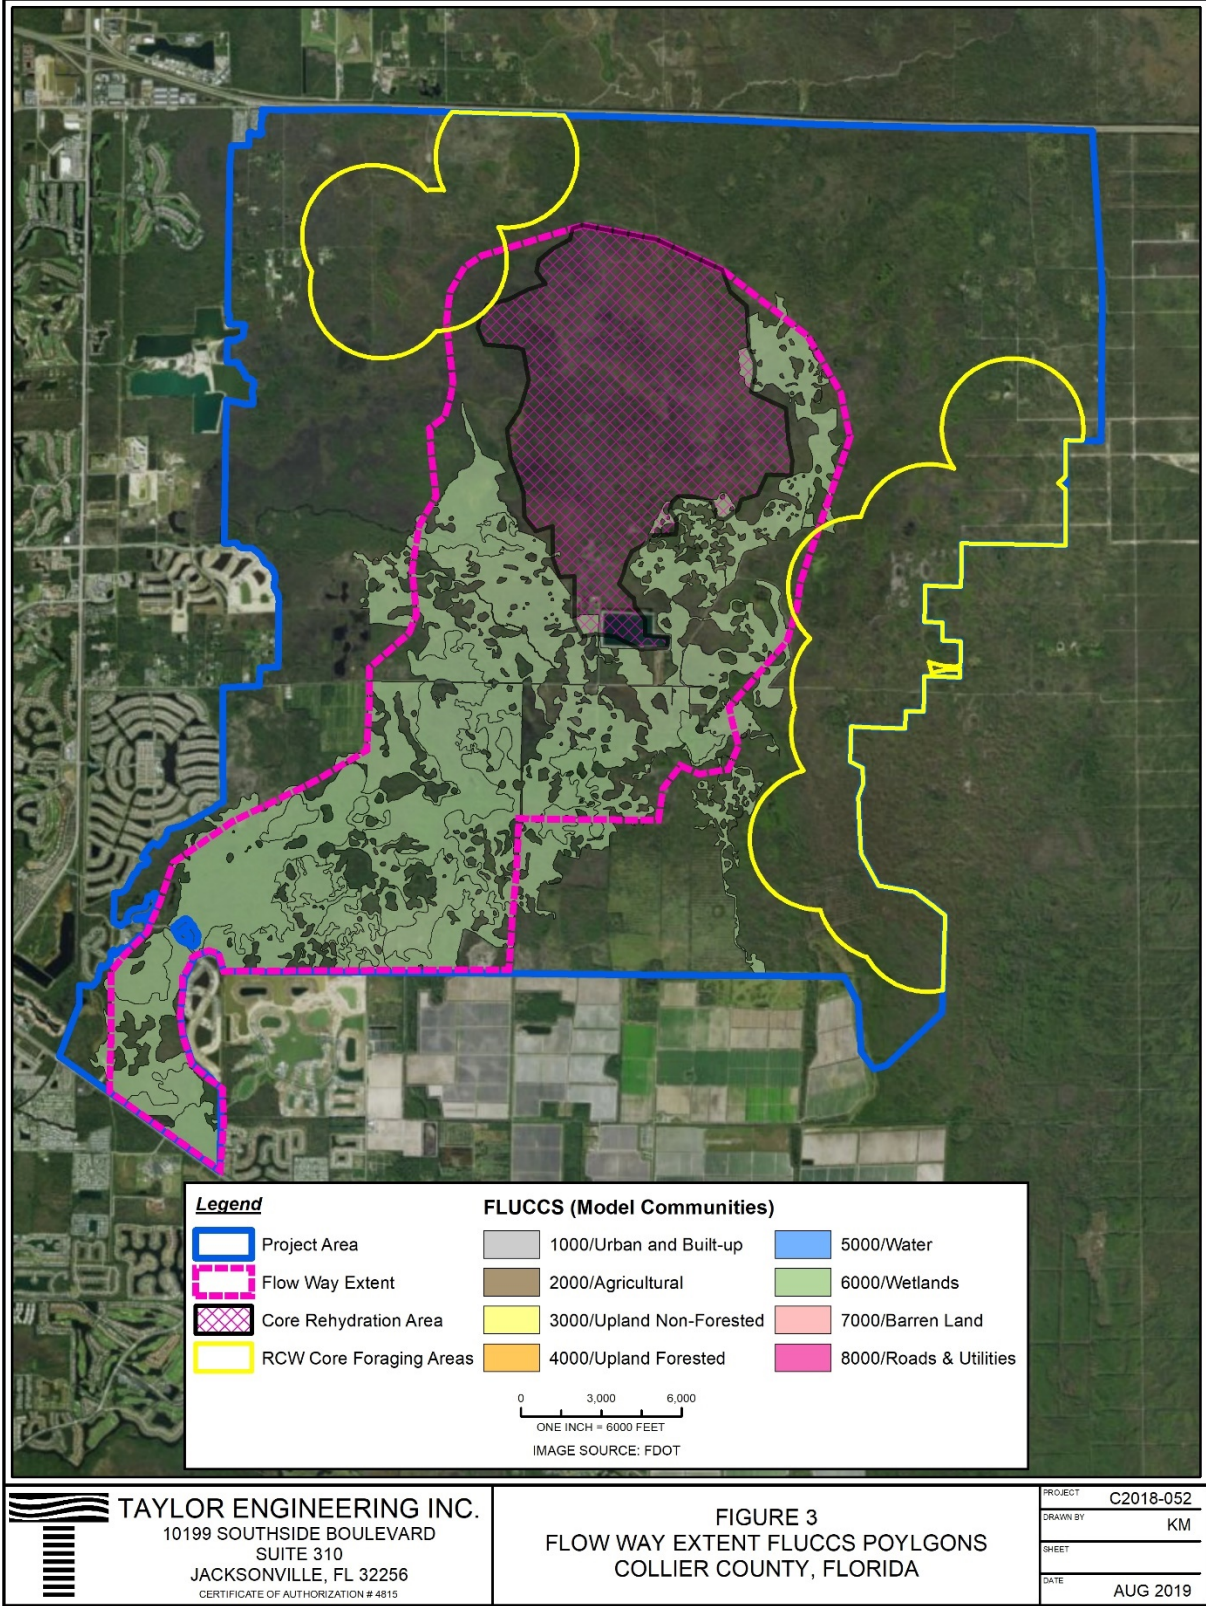 Legend
Project Area
Flow Way Extent
Core Rehydration Area
RCW Core Foraging Areas
FLUCCS (Model Communities)
1000/Urban and Built-up
2000/Agricultural
3000/Upland Non-Forested
4000/Upland Forested
5000/Water
6000/Wetlands
7000/Barren Land
8000/Roads & Utilities
0 3,000 6,000
ONE INCH = 6000 FEET
IMAGE SOURCE: FDOT
TAYLOR ENGINEERING INC.
10199 SOUTHSIDE BOULEVARD
SUITE 310
JACKSONVILLE, FL 32256
CERTIFICATE OF AUTHORIZATION # 4815
FIGURE 3
FLOW WAY EXTENT FLUCCS POYLGONS
COLLIER COUNTY, FLORIDA
PROJECT C2018-052
DRAWN BY KM
SHEET
DATE AUG 2019